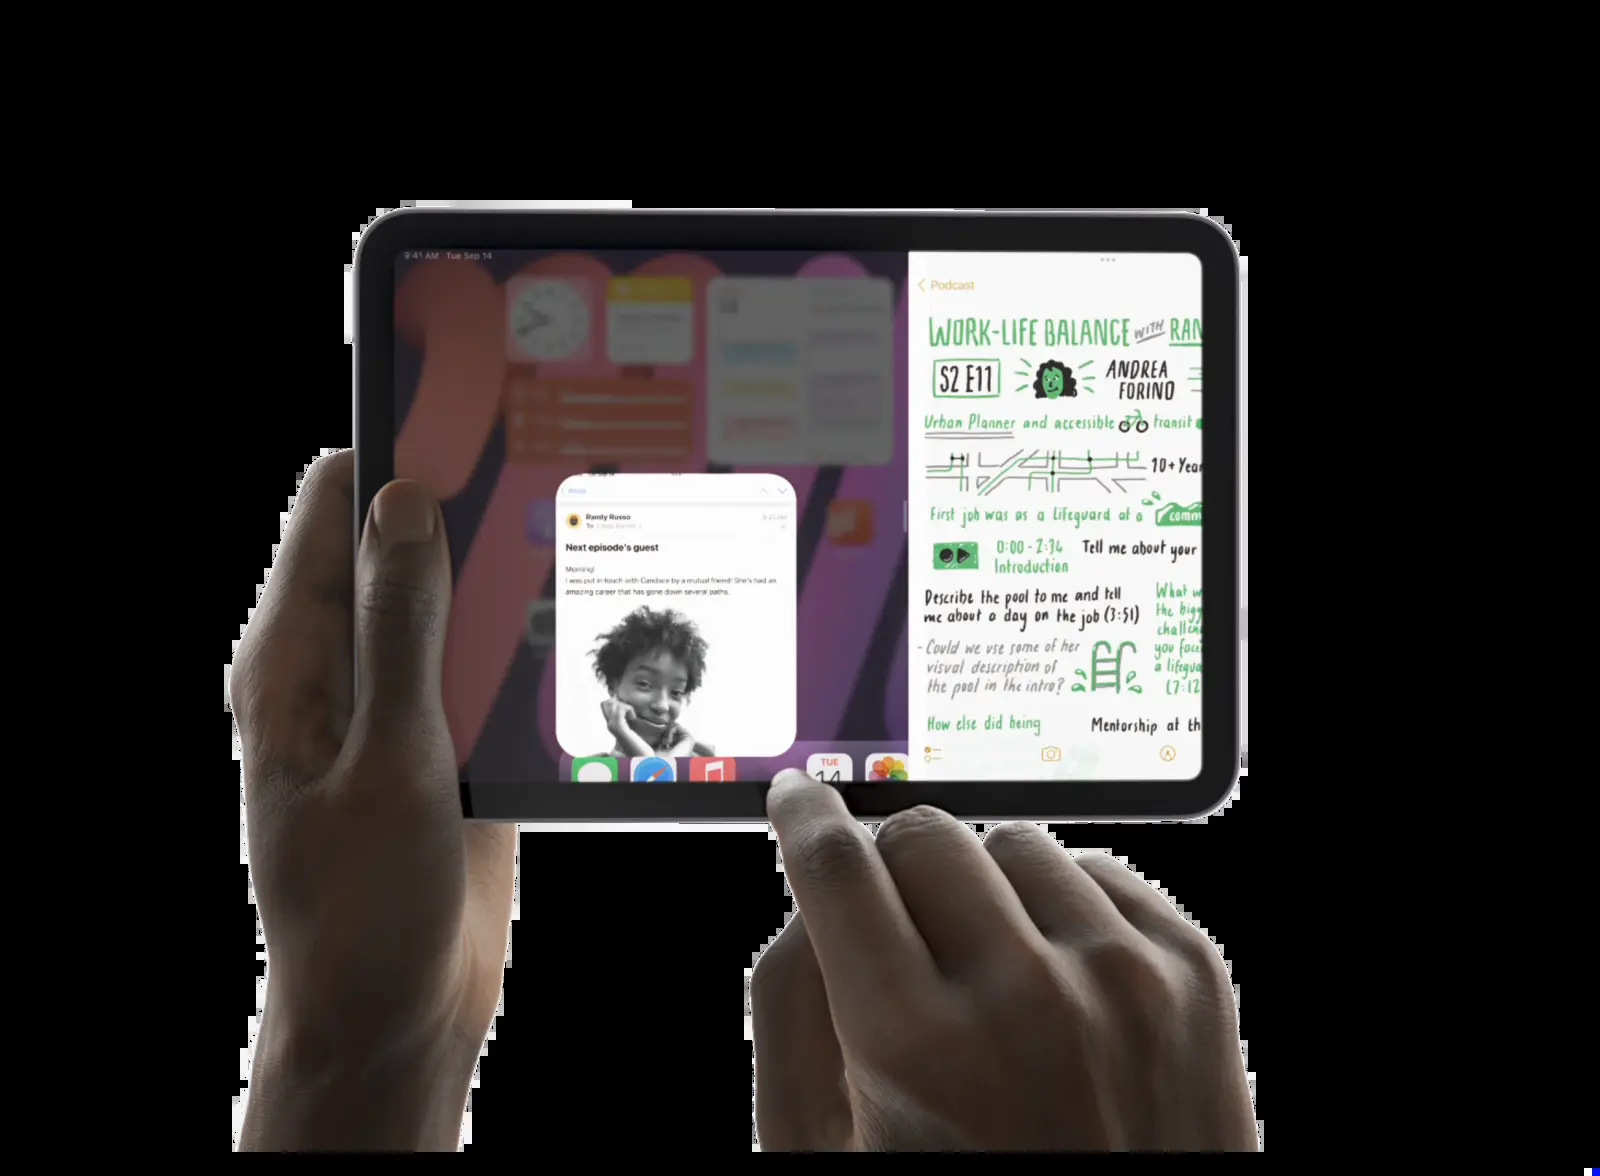 9:41 AM Tue Sep 14
Randy Russo
To
Next episode's guest
Morning!
I was put in touch with Candace by a mutual friend! She's had an
amazing career that has gone down several paths.
TUE
14
Podcast
WORK-LIFE BALANCE WITH RAN
S2 E11
ANDREA
FORINO
Urban Planner and accessible transit
10+ Yea
First job was as a lifeguard at a comm
0:00 - 2:34
Introduction
Tell me about your
Describe the pool to me and tell
me about a day on the job (3:51)
What w
the bigg
challen
you face
a lifegua
(7:12
- Could we use some of her
visual description of
the pool in the intro?
How else did being
Mentorship at th